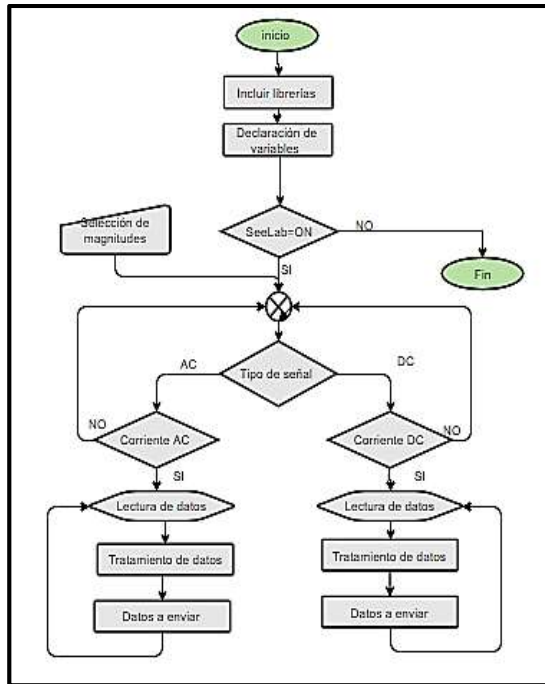 inicio
Incluir librerías
Declaración de
variables
Selección de
magnitudes
SeeLab=ON
NO
SI
Fin
AC
Tipo de señal
DC
NO
Corriente AC
Corriente DC
NO
SI
SI
Lectura de datos
Lectura de datos
Tratamiento de datos
Tratamiento de datos
Datos a enviar
Datos a enviar